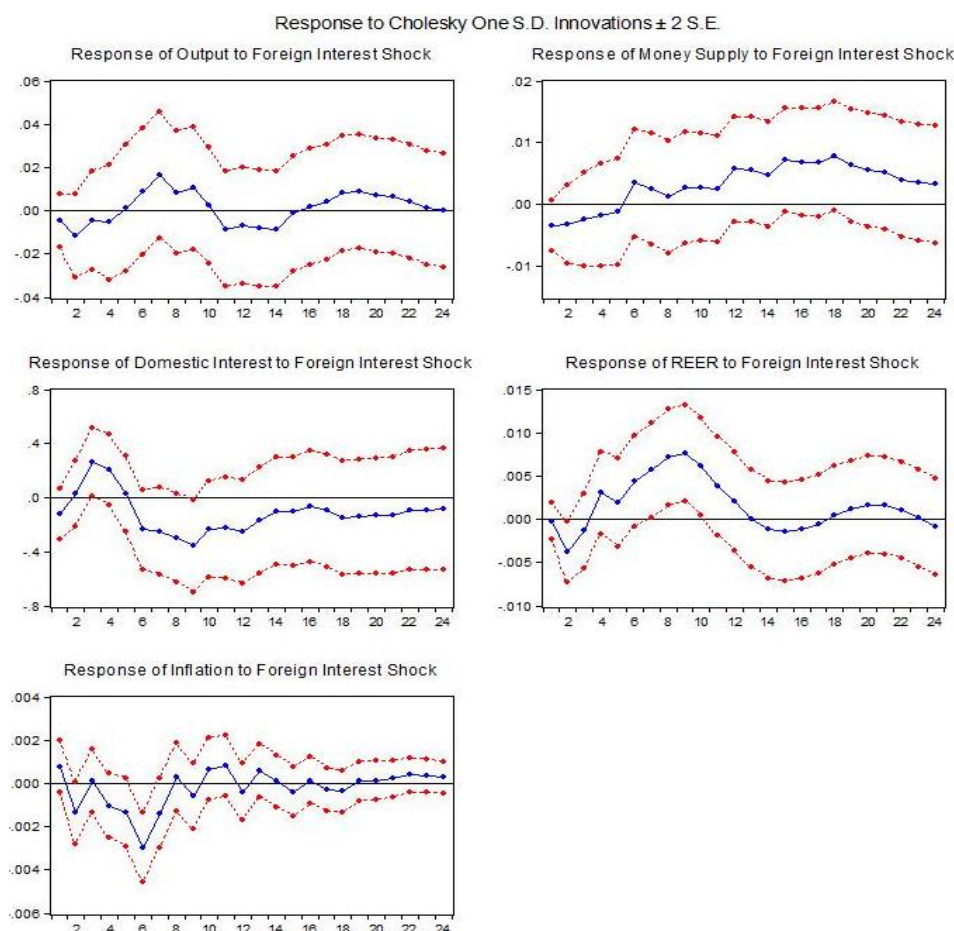 Response to Cholesky One S.D. Innovations ± 2 S.E.
Response of Output to Foreign Interest Shock
.06
.04
.02
.00
-.02
-.04
2 4 6 8 10 12 14 16 18 20 22 24
Response of Money Supply to Foreign Interest Shock
.02
.01
.00
-.01
2 4 6 8 10 12 14 16 18 20 22 24
Response of Domestic Interest to Foreign Interest Shock
.8
.4
.0
-.4
-.8
2 4 6 8 10 12 14 16 18 20 22 24
Response of REER to Foreign Interest Shock
.015
.010
.005
.000
-.005
-.010
2 4 6 8 10 12 14 16 18 20 22 24
Response of Inflation to Foreign Interest Shock
.004
.002
.000
-.002
-.004
-.006
2 4 6 8 10 12 14 16 18 20 22 24